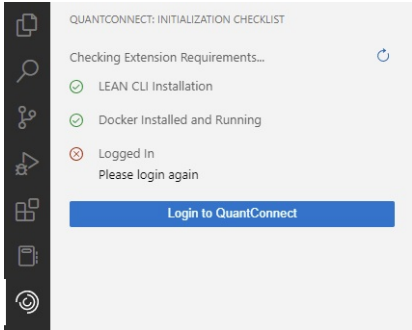 QUANTCONNECT: INITIALIZATION CHECKLIST
Checking Extension Requirements...
LEAN CLI Installation
Docker Installed and Running
Logged In
Please login again
Login to QuantConnect